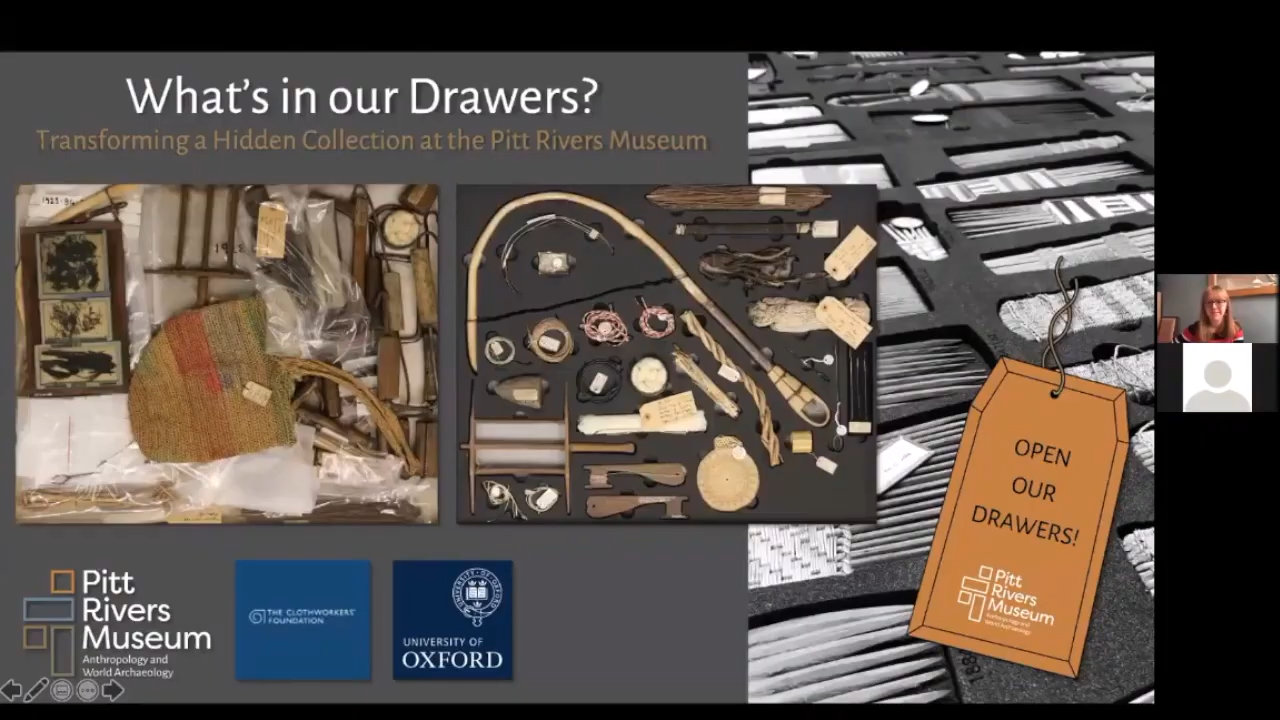 What's in our Drawers?
Transforming a Hidden Collection at the Pitt Rivers Museum
OPEN
OUR
DRAWERS!
Pitt
Rivers
Museum
Anthropology and
World Archaeology
Pitt
Rivers
Museum
Anthropology and
World Archaeology
THE CLOTHWORKERS'
FOUNDATION
UNIVERSITY OF
OXFORD